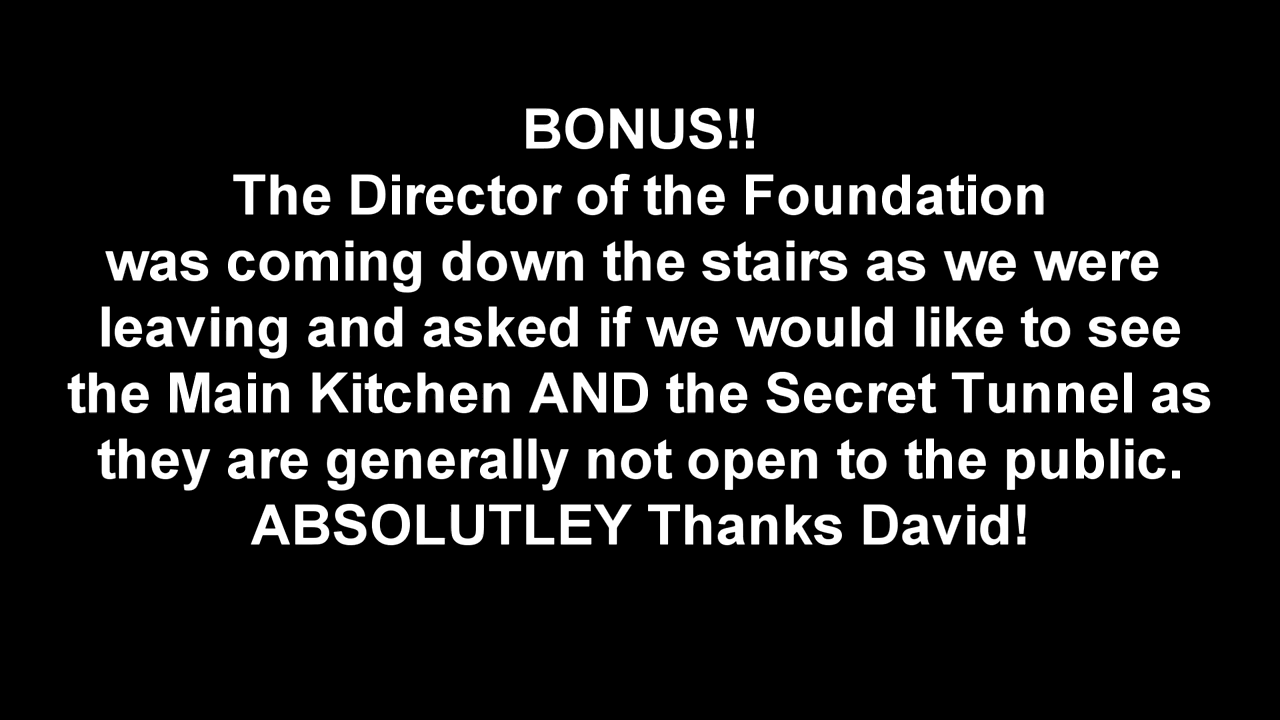 BONUS!!
The Director of the Foundation
was coming down the stairs as we were
leaving and asked if we would like to see
the Main Kitchen AND the Secret Tunnel as
they are generally not open to the public.
ABSOLUTLEY Thanks David!